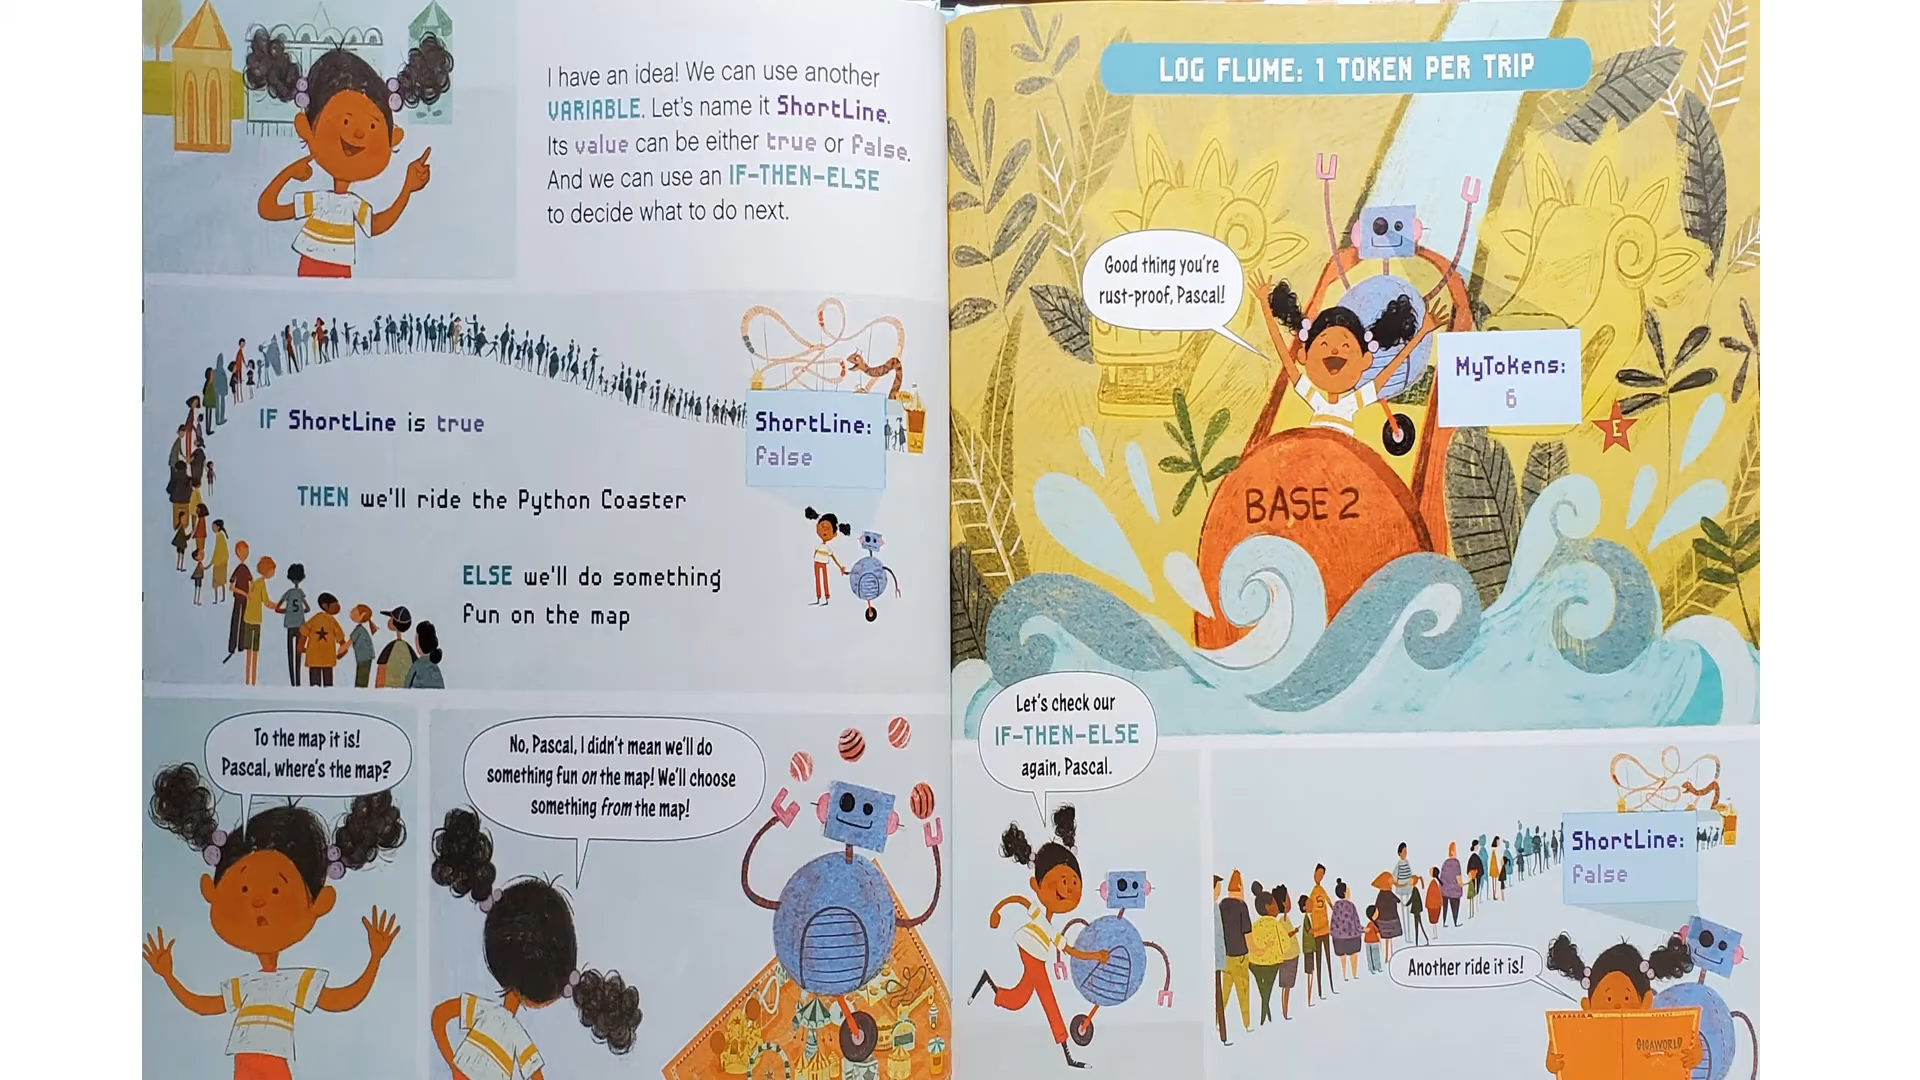 I have an idea! We can use another
VARIABLE. Let's name it ShortLine.
Its value can be either true or false.
And we can use an IF-THEN-ELSE
to decide what to do next.
IF ShortLine is true
THEN we'll ride the Python Coaster
ELSE we'll do something
fun on the map
ShortLine:
false
5
To the map it is!
Pascal, where's the map?
No, Pascal, I didn't mean we'll do
something fun on the map! We'll choose
something from the map!
LOG FLUME: 1 TOKEN PER TRIP
Good thing you're
rust-proof, Pascal!
MyTokens:
6
E
BASE 2
Let's check our
IF-THEN-ELSE
again, Pascal.
5
ShortLine:
false
Another ride it is!
GIGAWORLD